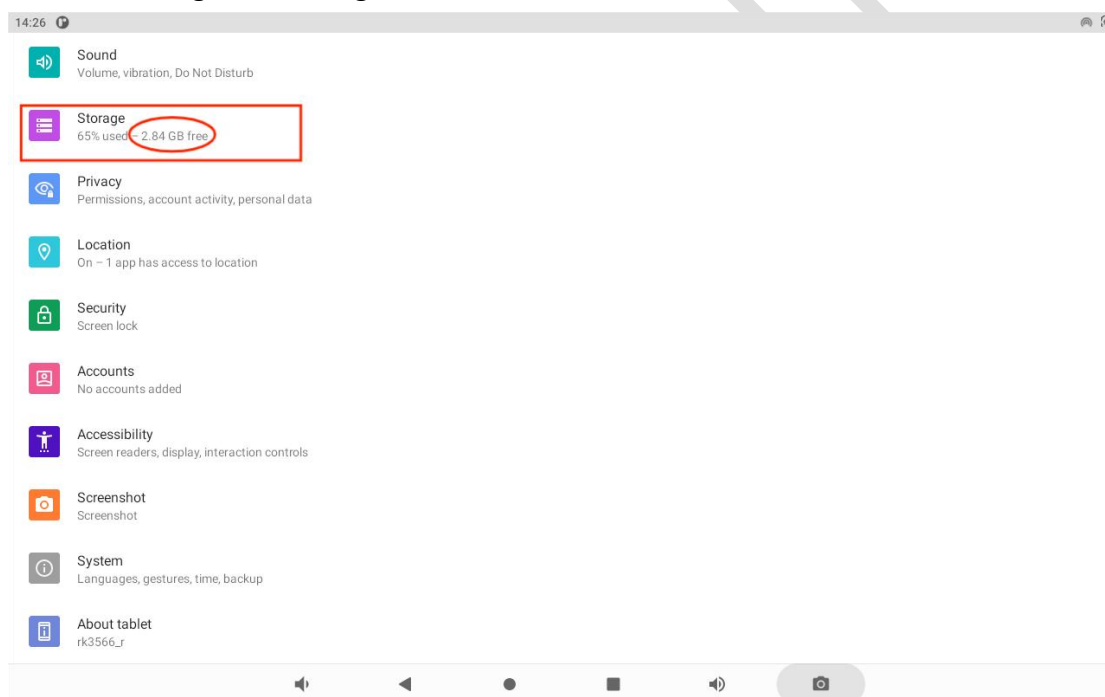 14:26
Sound
Volume, vibration, Do Not Disturb
Storage
65% used – 2.84 GB free
Privacy
Permissions, account activity, personal data
Location
On – 1 app has access to location
Security
Screen lock
Accounts
No accounts added
Accessibility
Screen readers, display, interaction controls
Screenshot
Screenshot
System
Languages, gestures, time, backup
About tablet
rk3566_r